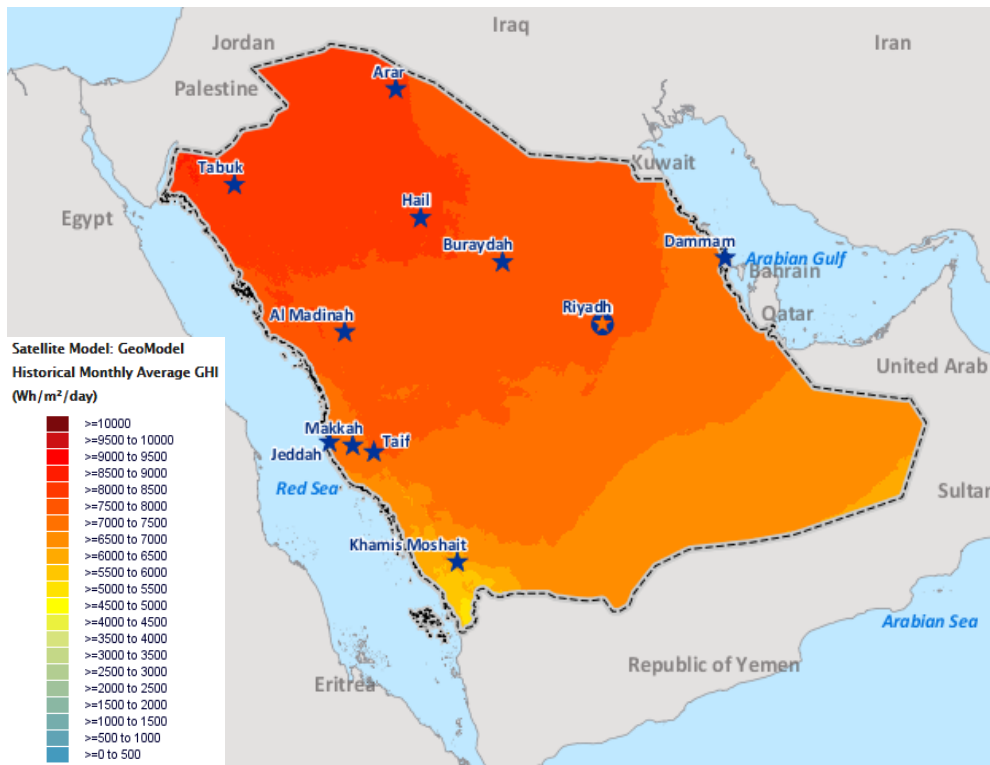 Iraq
Jordan
Iran
Arar
Palestine
Kuwait
Tabuk
Hail
Egypt
Buraydah
Dammam
Arabian Gulf
Bahrain
Riyadh
Al Madinah
Qatar
Satellite Model: GeoModel
Historical Monthly Average GHI
(Wh/m²/day)
United Arab
>=10000
>=9500 to 10000
>=9000 to 9500
>=8500 to 9000
>=8000 to 8500
>=7500 to 8000
>=7000 to 7500
>=6500 to 7000
>=6000 to 6500
>=5500 to 6000
>=5000 to 5500
>=4500 to 5000
>=4000 to 4500
>=3500 to 4000
>=3000 to 3500
>=2500 to 3000
>=2000 to 2500
>=1500 to 2000
>=1000 to 1500
>=500 to 1000
>=0 to 500
Makkah
Taif
Jeddah
Red Sea
Sultan
Khamis Moshait
Arabian Sea
Republic of Yemen
Eritrea